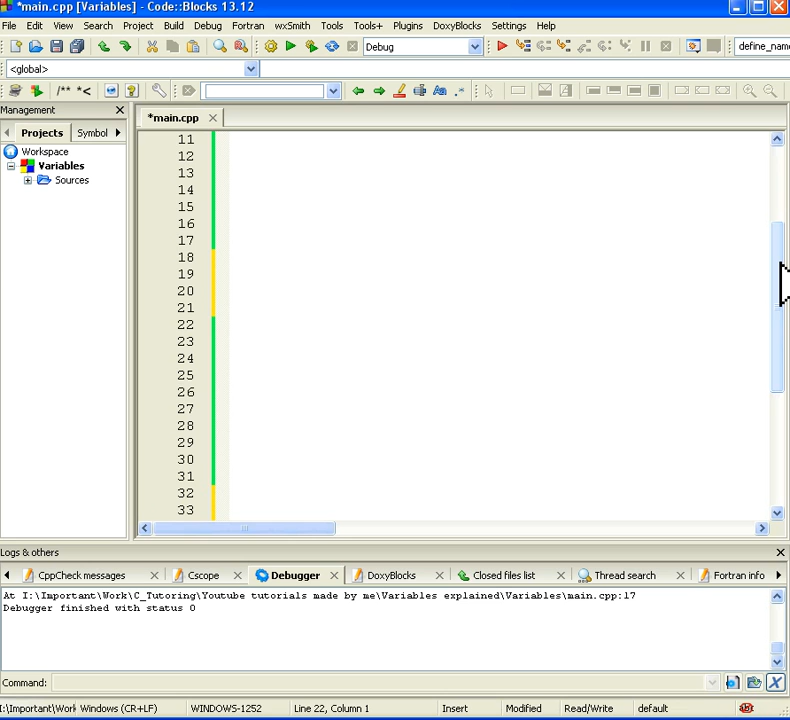 *main.cpp [Variables] - Code::Blocks 13.12
File Edit View Search Project Build Debug Fortran wxSmith Tools Tools+ Plugins DoxyBlocks Settings Help
Debug
<global>
/** *<
Aa .*
Management
Projects Symbol
*main.cpp
Workspace
Variables
Sources
11
12
13
14
15
16
17
18
19
20
21
22
23
24
25
26
27
28
29
30
31
32
33
Logs & others
CppCheck messages Cscope Debugger DoxyBlocks Closed files list Thread search Fortran info
At I:\Important\Work\C_Tutoring\Youtube tutorials made by me\Variables explained\Variables\main.cpp:17
Debugger finished with status 0
Command:
Windows (CR+LF) WINDOWS-1252 Line 22, Column 1 Insert Modified Read/Write default